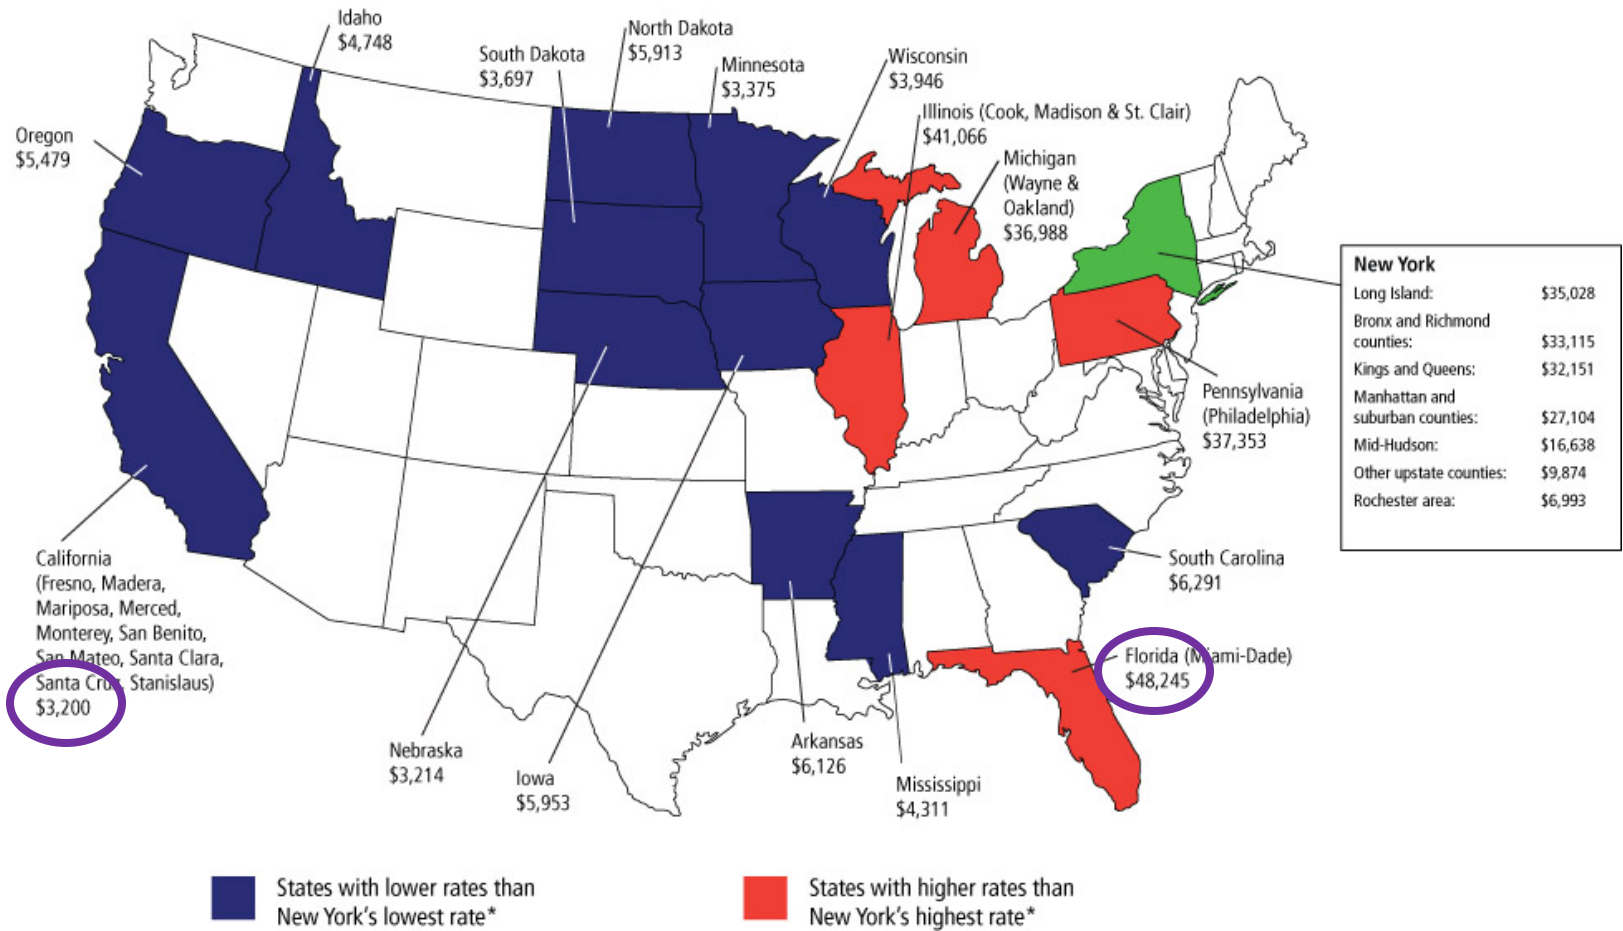 Idaho
$4,748
North Dakota
$5,913
South Dakota
$3,697
Minnesota
$3,375
Wisconsin
$3,946
Illinois (Cook, Madison & St. Clair)
$41,066
Michigan
(Wayne &
Oakland)
$36,988
Oregon
$5,479
New York
Long Island: $35,028
Bronx and Richmond
counties: $33,115
Kings and Queens: $32,151
Manhattan and
suburban counties: $27,104
Mid-Hudson: $16,638
Other upstate counties: $9,874
Rochester area: $6,993
Pennsylvania
(Philadelphia)
$37,353
California
(Fresno, Madera,
Mariposa, Merced,
Monterey, San Benito,
San Mateo, Santa Clara,
Santa Cruz, Stanislaus)
$3,200
South Carolina
$6,291
Florida (Miami-Dade)
$48,245
Nebraska
$3,214
Iowa
$5,953
Arkansas
$6,126
Mississippi
$4,311
States with lower rates than
New York's lowest rate*
States with higher rates than
New York's highest rate*